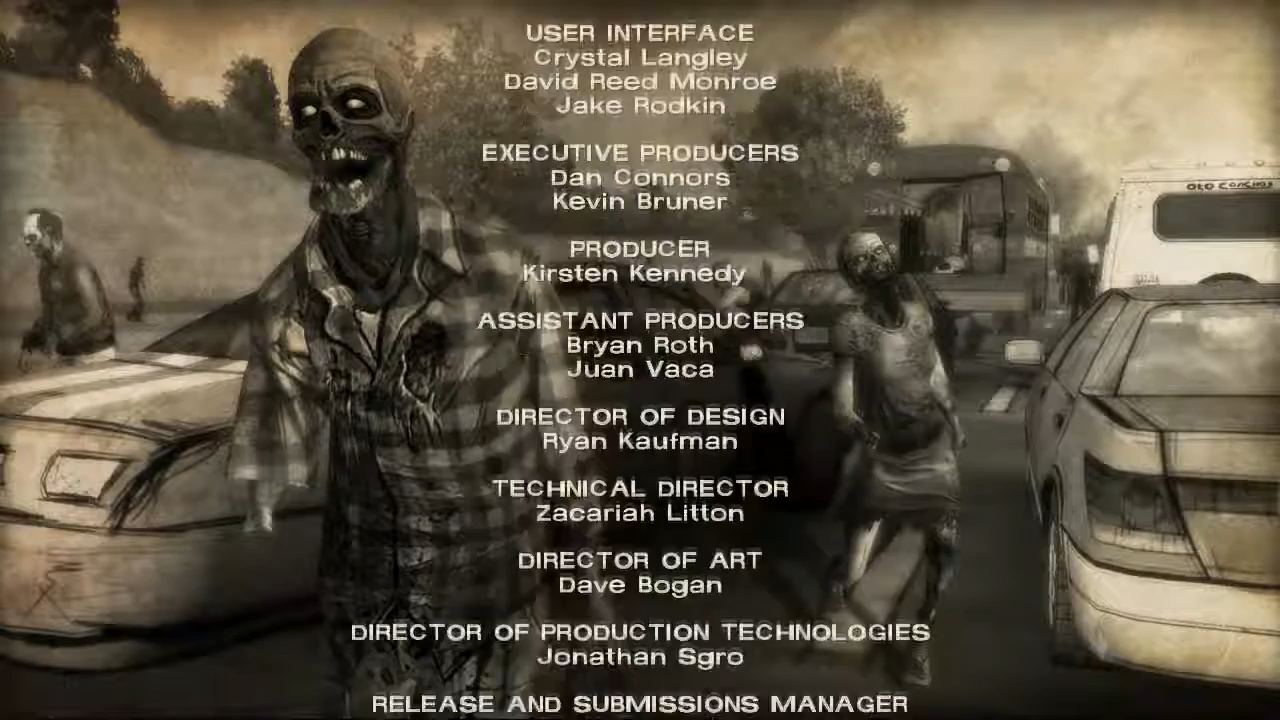 USER INTERFACE
Crystal Langley
David Reed Monroe
Jake Rodkin
EXECUTIVE PRODUCERS
Dan Connors
Kevin Bruner
PRODUCER
Kirsten Kennedy
ASSISTANT PRODUCERS
Bryan Roth
Juan Vaca
DIRECTOR OF DESIGN
Ryan Kaufman
TECHNICAL DIRECTOR
Zacariah Litton
DIRECTOR OF ART
Dave Bogan
DIRECTOR OF PRODUCTION TECHNOLOGIES
Jonathan Sgro
RELEASE AND SUBMISSIONS MANAGER